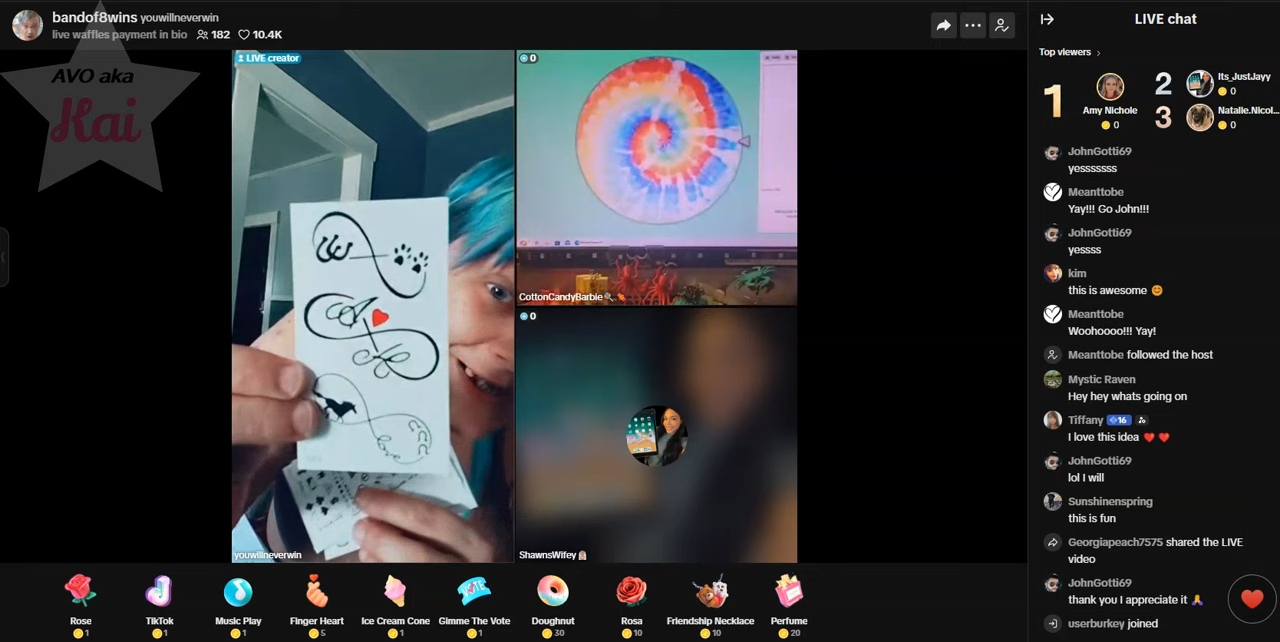 bandof8wins youwillneverwin
live waffles payment in bio 182 10.4K
AVO aka
Kai
LIVE creator
youwillneverwin
0
CottonCandyBarbie
0
ShawnsWifey
love
Rose
1
TikTok
1
Music Play
1
Finger Heart
5
Ice Cream Cone
1
GImme The Vote
1
Doughnut
30
Rosa
10
Friendship Necklace
10
Perfume
20
LIVE chat
Top viewers
1
Amy Nichole
0
2
Its_JustJayy
0
3
Natalie.Nicol...
0
JohnGotti69
yesssssss
Meanttobe
Yay!!! Go John!!!
JohnGotti69
yessss
kim
this is awesome 😊
Meanttobe
Woohoooo!!! Yay!
Meanttobe followed the host
Mystic Raven
Hey hey whats going on
Tiffany 16
I love this idea ❤️ ❤️
JohnGotti69
lol I will
Sunshinenspring
this is fun
Georgiapeach7575 shared the LIVE
video
JohnGotti69
thank you I appreciate it 🙏
userburkey joined